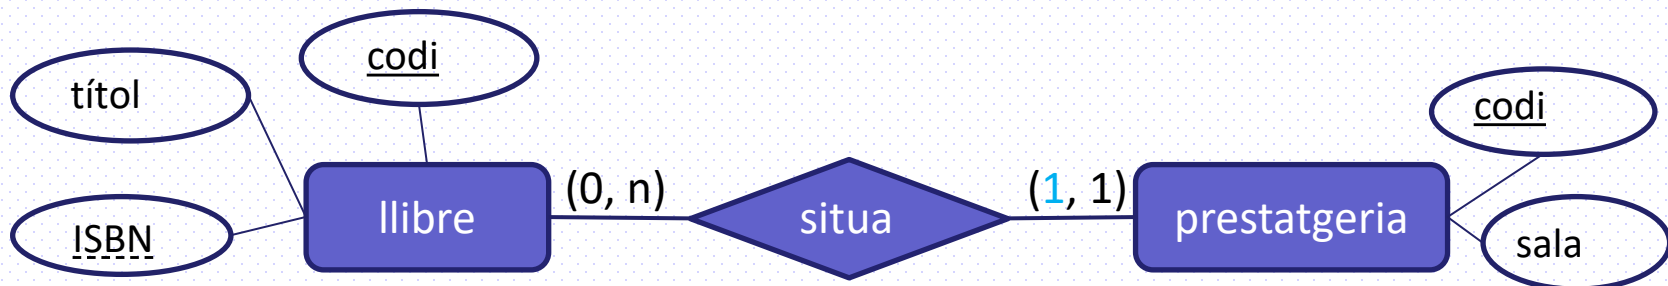 codi
títol
codi
(0, n)
(1, 1)
llibre
situa
prestatgeria
ISBN
sala